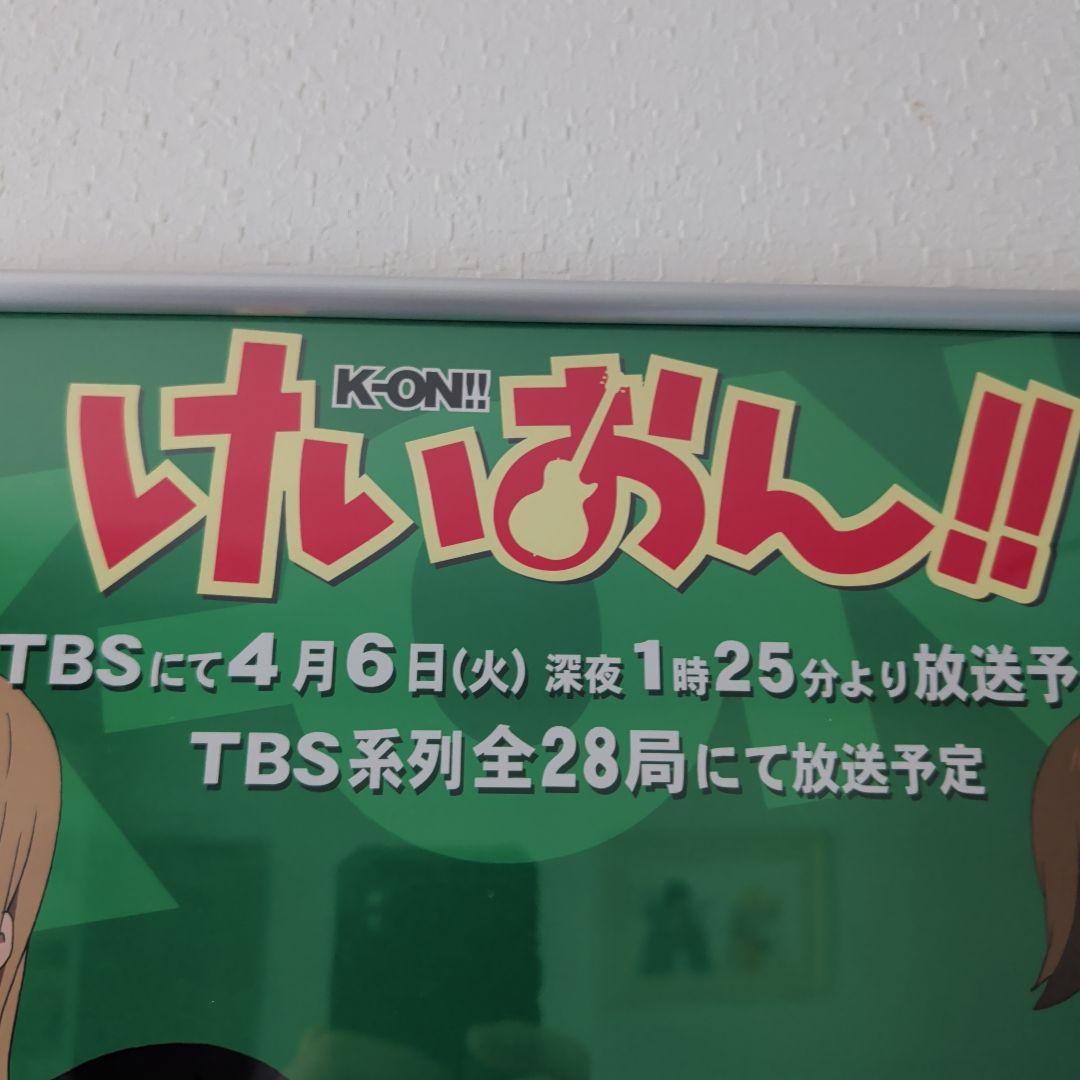 K-ON!!
けいおん!!
TBSにて4月6日(火) 深夜1時25分より放送予
TBS系列全28局にて放送予定